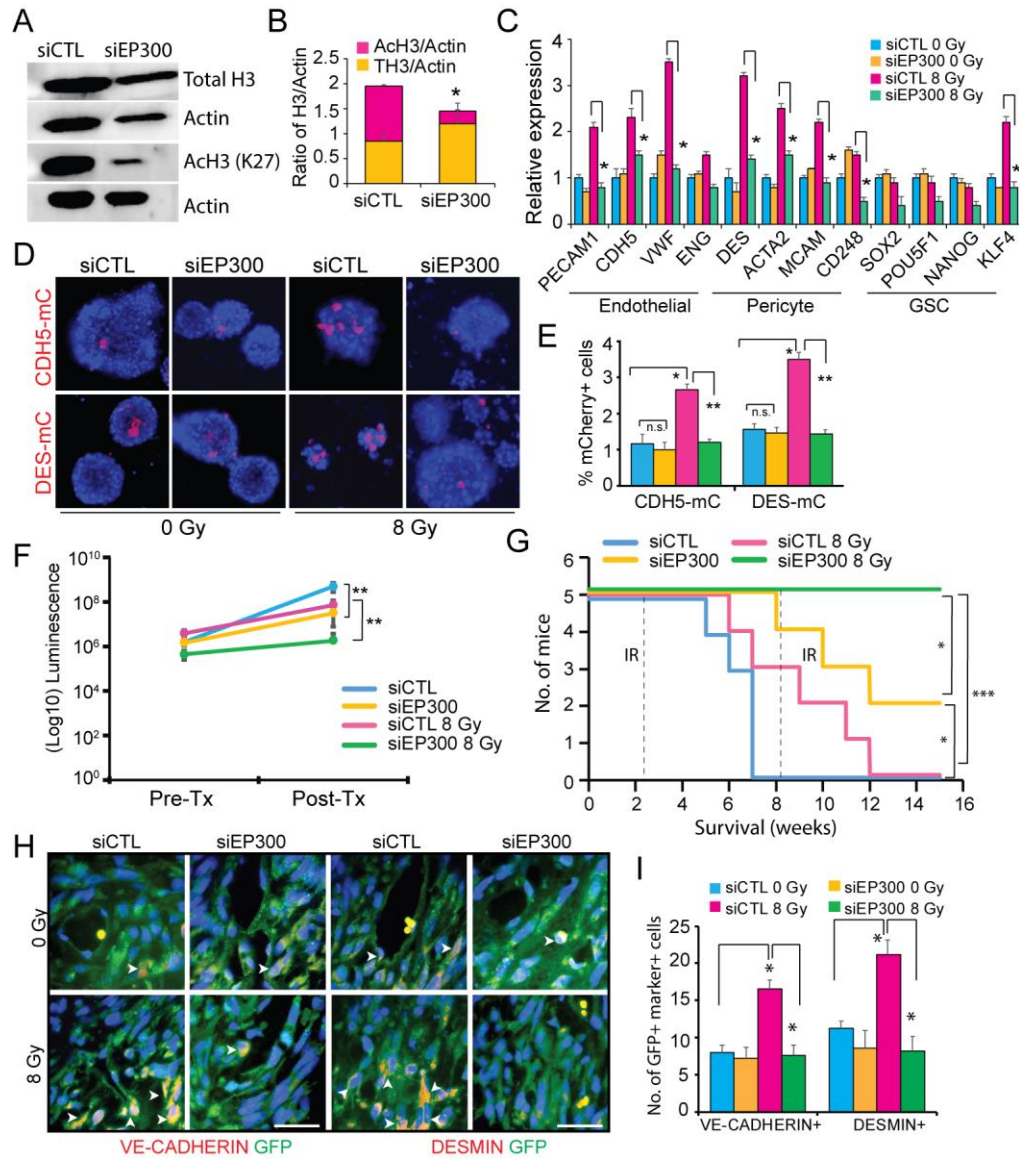 A
siCTL siEP300
Total H3
Actin
AcH3 (K27)
Actin
B
AcH3/Actin
TH3/Actin
Ratio of H3/Actin
2.5
2
1.5
1
0.5
0
*
siCTL siEP300
C
siCTL 0 Gy
siEP300 0 Gy
siCTL 8 Gy
siEP300 8 Gy
Relative expression
4
3
2
1
0
* * * * * * * *
PECAM1 CDH5 VWF ENG DES ACTA2 MCAM CD248 SOX2 POU5F1 NANOG KLF4
Endothelial Pericyte GSC
D
siCTL siEP300 siCTL siEP300
CDH5-mC
DES-mC
0 Gy 8 Gy
E
% mCherry+ cells
4
3
2
1
0
n.s. * ** n.s. * **
CDH5-mC DES-mC
F
(Log10) Luminescence
10^10
10^8
10^6
10^4
10^2
10^0
**
**
siCTL
siEP300
siCTL 8 Gy
siEP300 8 Gy
Pre-Tx Post-Tx
G
siCTL siCTL 8 Gy
siEP300 siEP300 8 Gy
No. of mice
6
5
4
3
2
1
0
IR IR
*
***
*
0 2 4 6 8 10 12 14 16
Survival (weeks)
H
siCTL siEP300 siCTL siEP300
0 Gy
8 Gy
VE-CADHERIN GFP DESMIN GFP
I
siCTL 0 Gy siEP300 0 Gy
siCTL 8 Gy siEP300 8 Gy
No. of GFP+ marker+ cells
25
20
15
10
5
0
* * * *
VE-CADHERIN+ DESMIN+